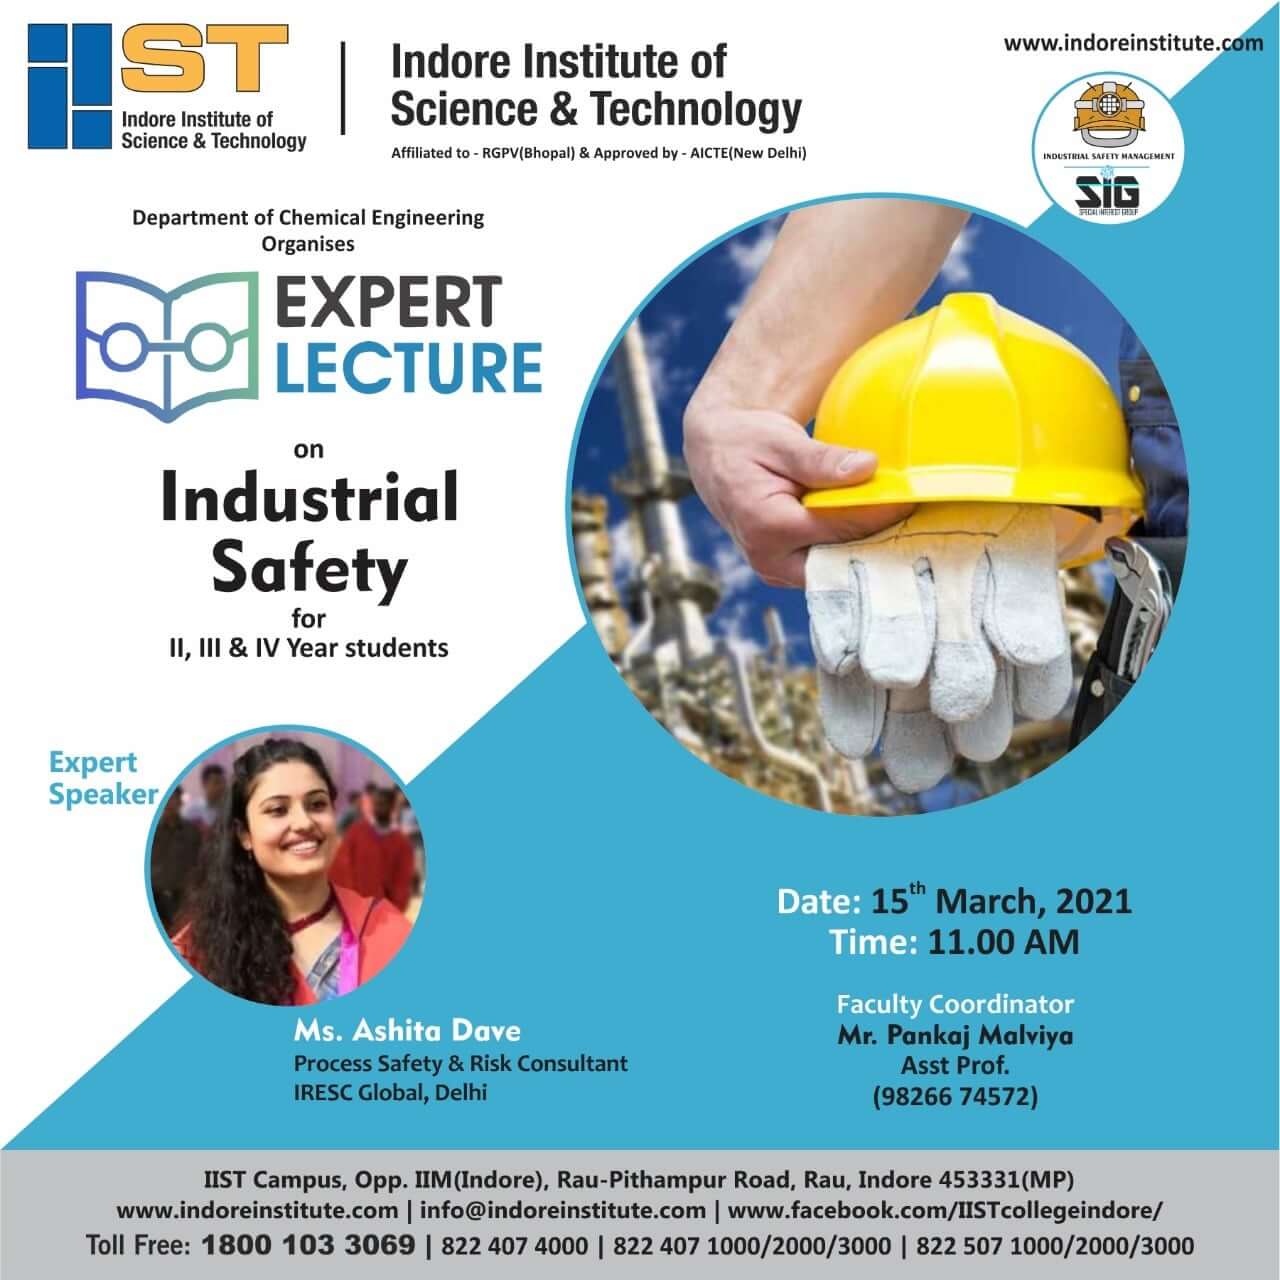 IIST
Indore Institute of
Science & Technology
Indore Institute of
Science & Technology
Affiliated to - RGPV(Bhopal) & Approved by - AICTE(New Delhi)
www.indoreinstitute.com
INDUSTRIAL SAFETY MANAGEMENT
SIG
SPECIAL INTEREST GROUP
Department of Chemical Engineering
Organises
EXPERT
LECTURE
on
Industrial
Safety
for
II, III & IV Year students
Expert
Speaker
Ms. Ashita Dave
Process Safety & Risk Consultant
IRESC Global, Delhi
Date: 15th March, 2021
Time: 11.00 AM
Faculty Coordinator
Mr. Pankaj Malviya
Asst Prof.
(98266 74572)
IIST Campus, Opp. IIM(Indore), Rau-Pithampur Road, Rau, Indore 453331(MP)
www.indoreinstitute.com | info@indoreinstitute.com | www.facebook.com/IISTcollegeindore/
Toll Free: 1800 103 3069 | 822 407 4000 | 822 407 1000/2000/3000 | 822 507 1000/2000/3000